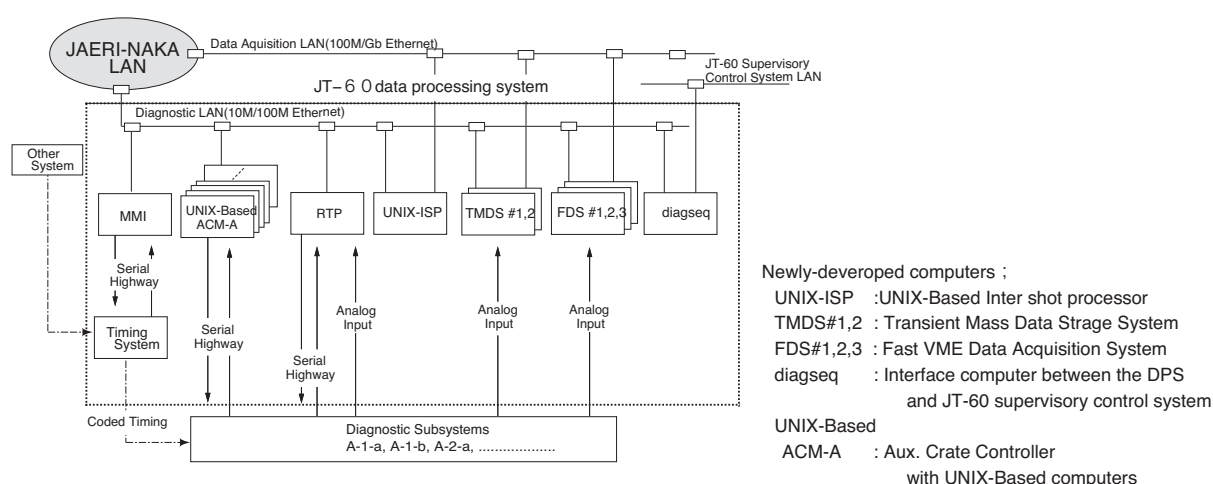 JAERI-NAKA
LAN
Data Aquisition LAN(100M/Gb Ethernet)
JT-60 Supervisory
Control System LAN
JT−６０data processing system
Diagnostic LAN(10M/100M Ethernet)
Other
System
MMI
UNIX-Based
ACM-A
RTP
UNIX-ISP
TMDS #1,2
FDS #1,2,3
diagseq
Serial
Highway
Timing
System
Serial
Highway
Serial
Highway
Analog
Input
Analog
Input
Analog
Input
Coded Timing
Diagnostic Subsystems
A-1-a, A-1-b, A-2-a, ...................
Newly-deveroped computers ;
UNIX-ISP :UNIX-Based Inter shot processor
TMDS#1,2 : Transient Mass Data Strage System
FDS#1,2,3 : Fast VME Data Acquisition System
diagseq : Interface computer between the DPS
and JT-60 supervisory control system
UNIX-Based
ACM-A : Aux. Crate Controller
with UNIX-Based computers